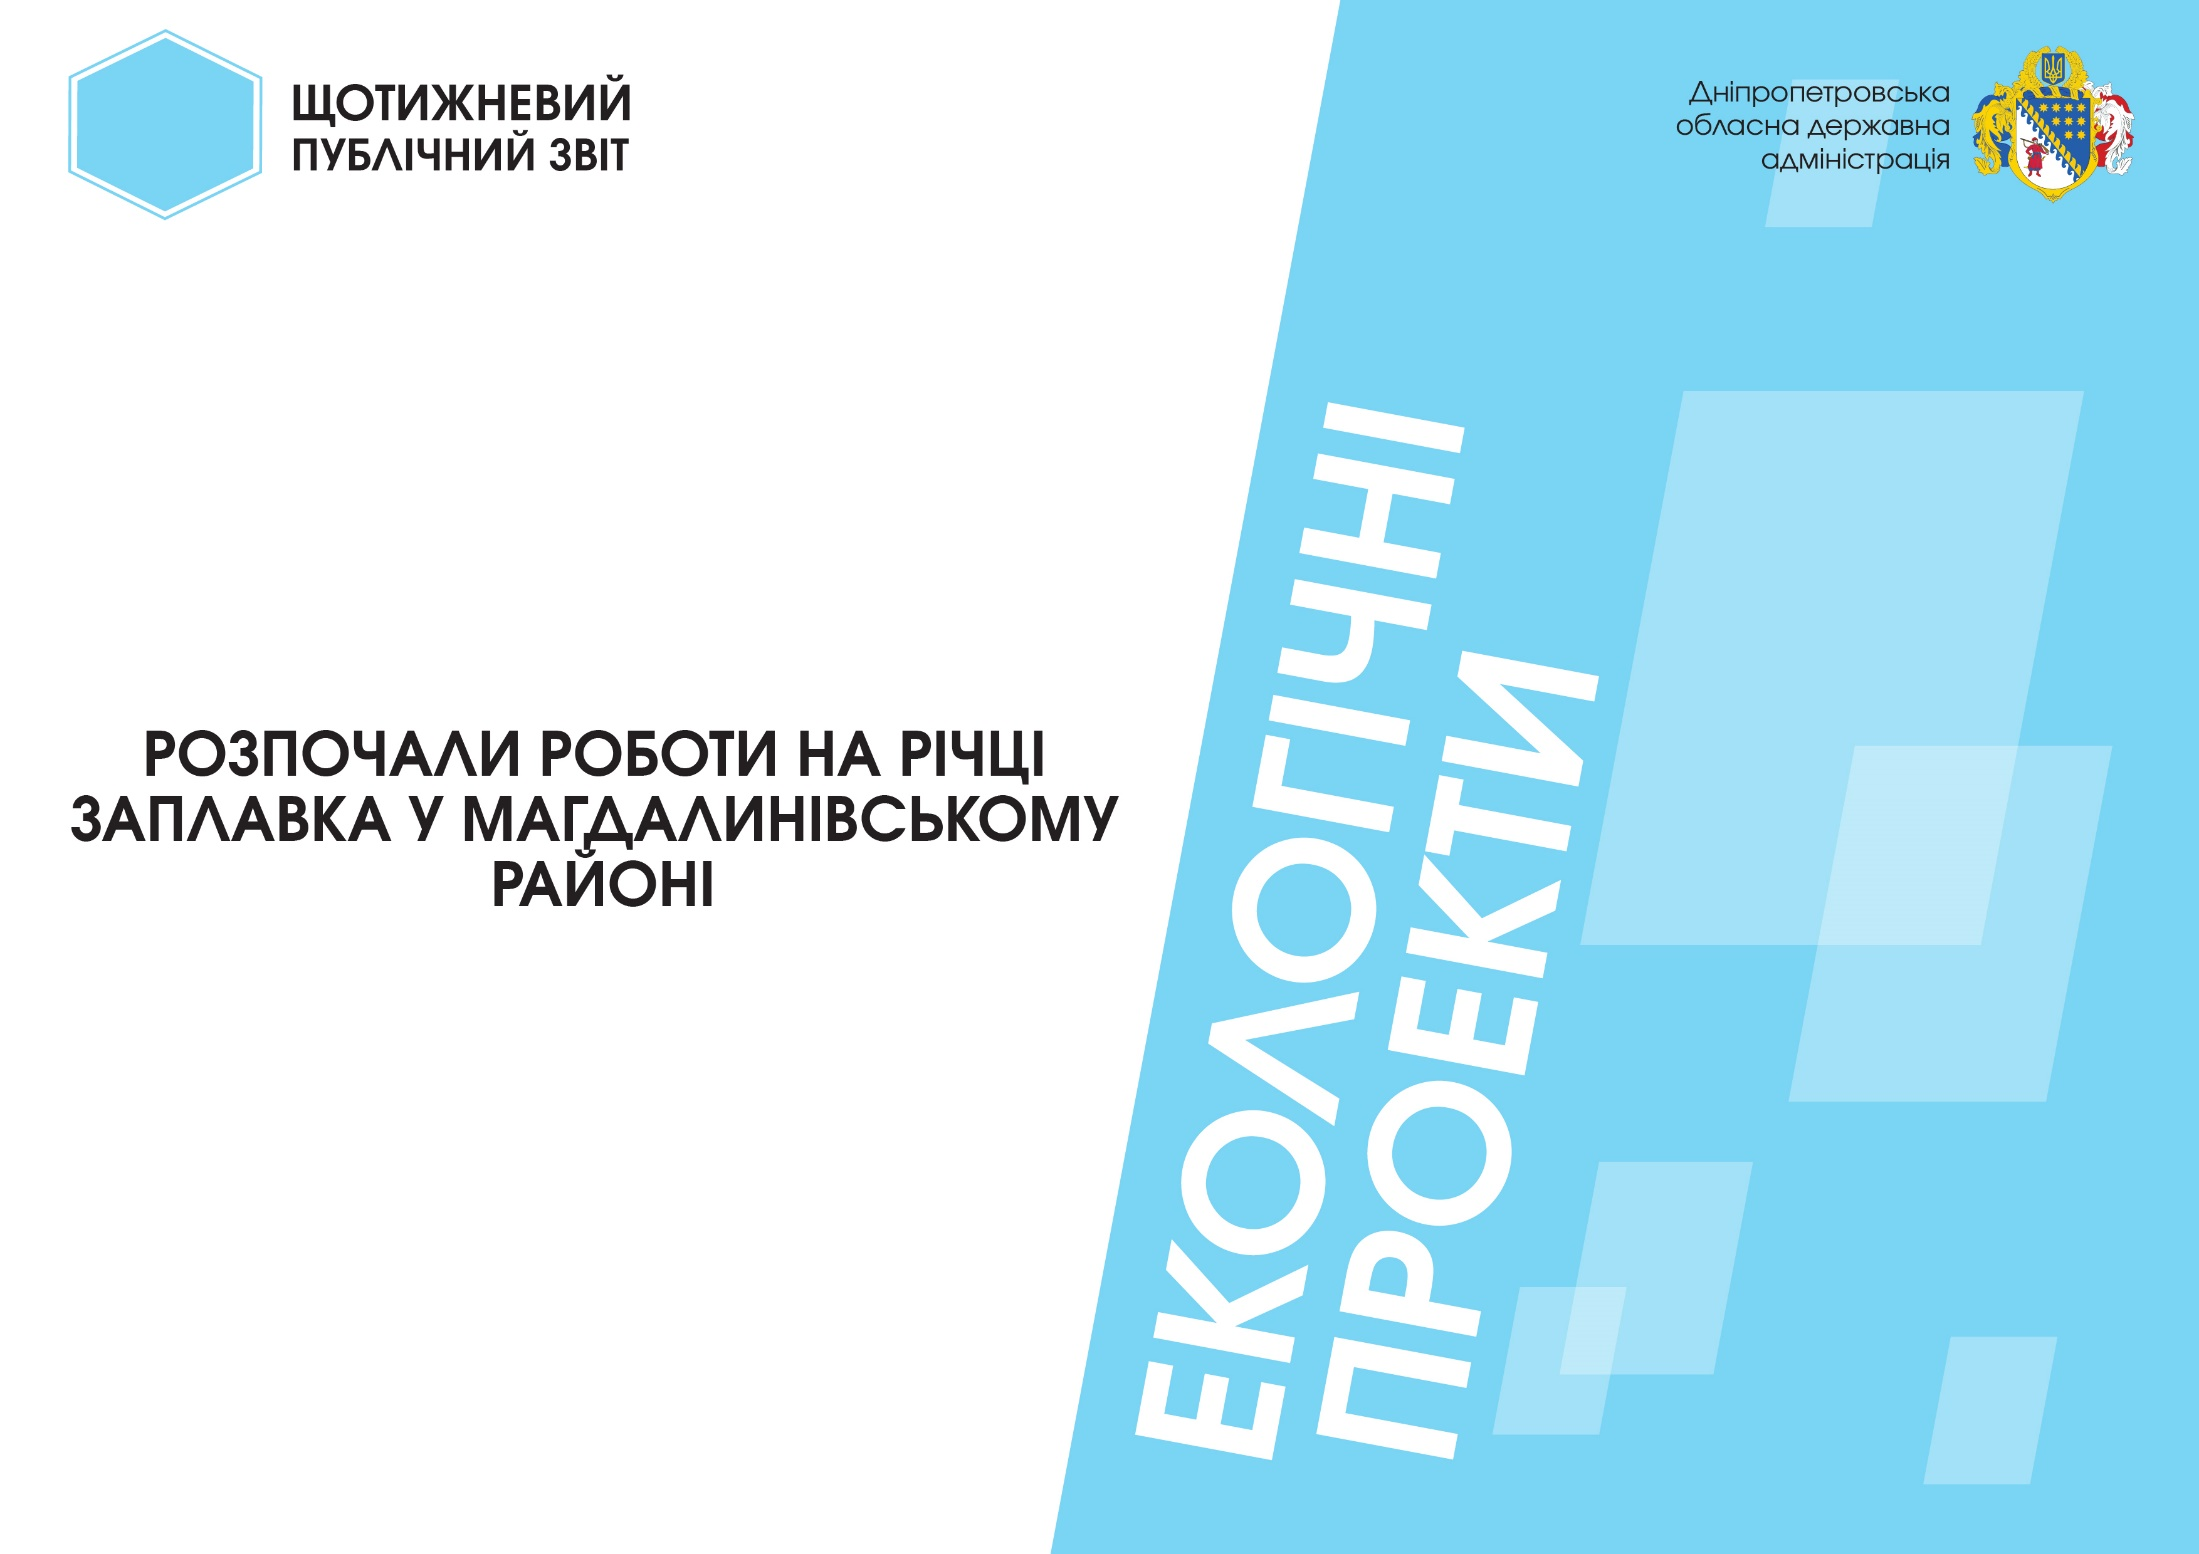 ЩОТИЖНЕВИЙ
ПУБЛІЧНИЙ ЗВІТ
Дніпропетровська
обласна державна
адміністрація
РОЗПОЧАЛИ РОБОТИ НА РІЧЦІ
ЗАПЛАВКА У МАГДАЛИНІВСЬКОМУ
РАЙОНІ
ЕКОЛОГІЧНІ
ПРОЕКТИ